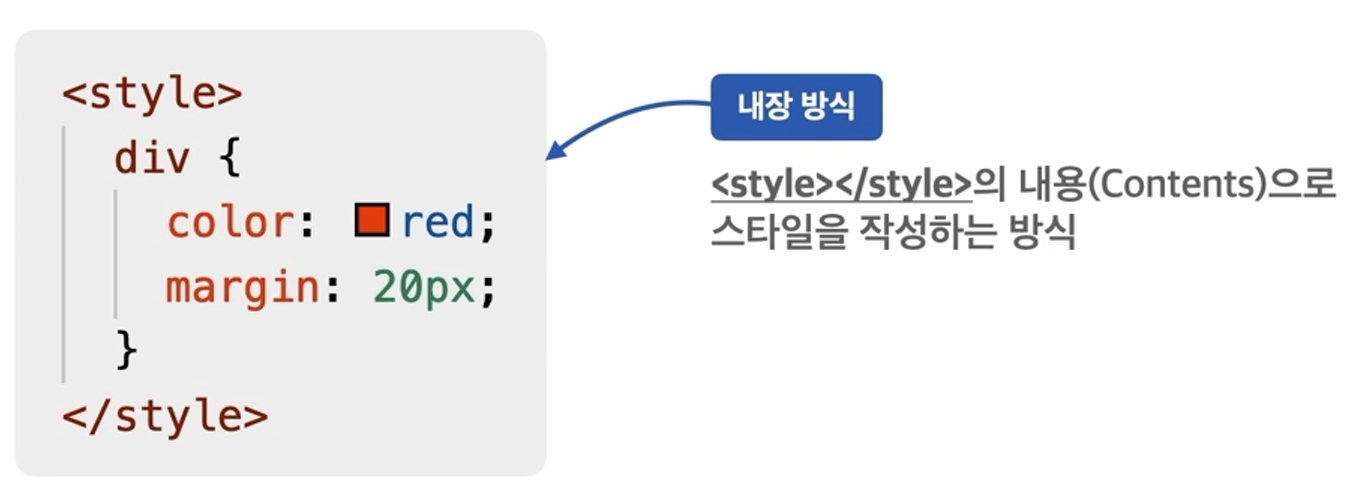 <style>
div {
color: red;
margin: 20px;
}
</style>
내장 방식
<style></style>의 내용(Contents)으로
스타일을 작성하는 방식